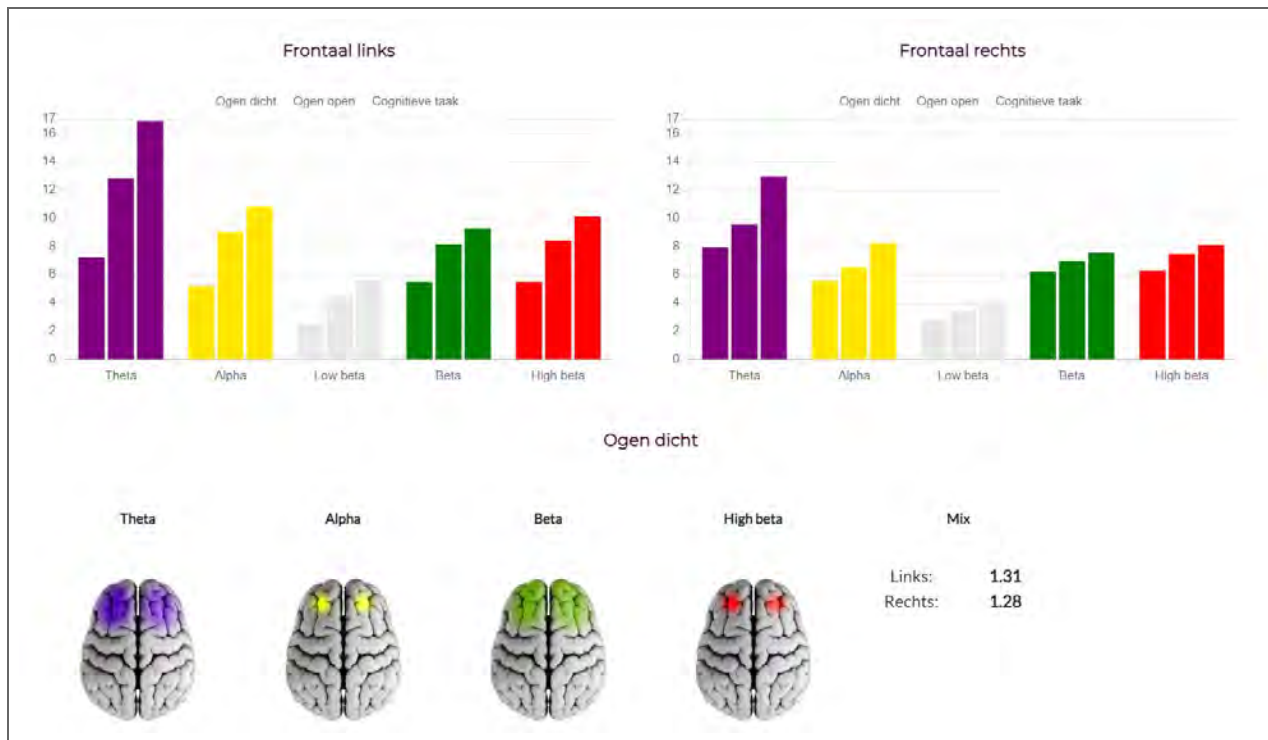 Frontaal links
Ogen dicht Ogen open Cognitieve taak
17
16
14
12
10
8
6
4
2
0
Theta Alpha Low beta Beta High beta
Frontaal rechts
Ogen dicht Ogen open Cognitieve taak
17
16
14
12
10
8
6
4
2
0
Theta Alpha Low beta Beta High beta
Ogen dicht
Theta Alpha Beta High beta Mix
Links: 1.31
Rechts: 1.28